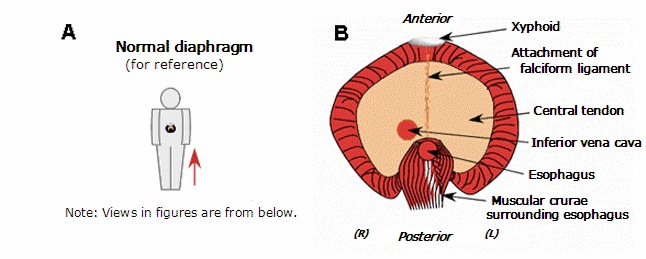 A
Normal diaphragm
(for reference)
Note: Views in figures are from below.
B
Anterior
Xyphoid
Attachment of
falciform ligament
Central tendon
Inferior vena cava
Esophagus
Muscular crurae
surrounding esophagus
(R)
Posterior
(L)